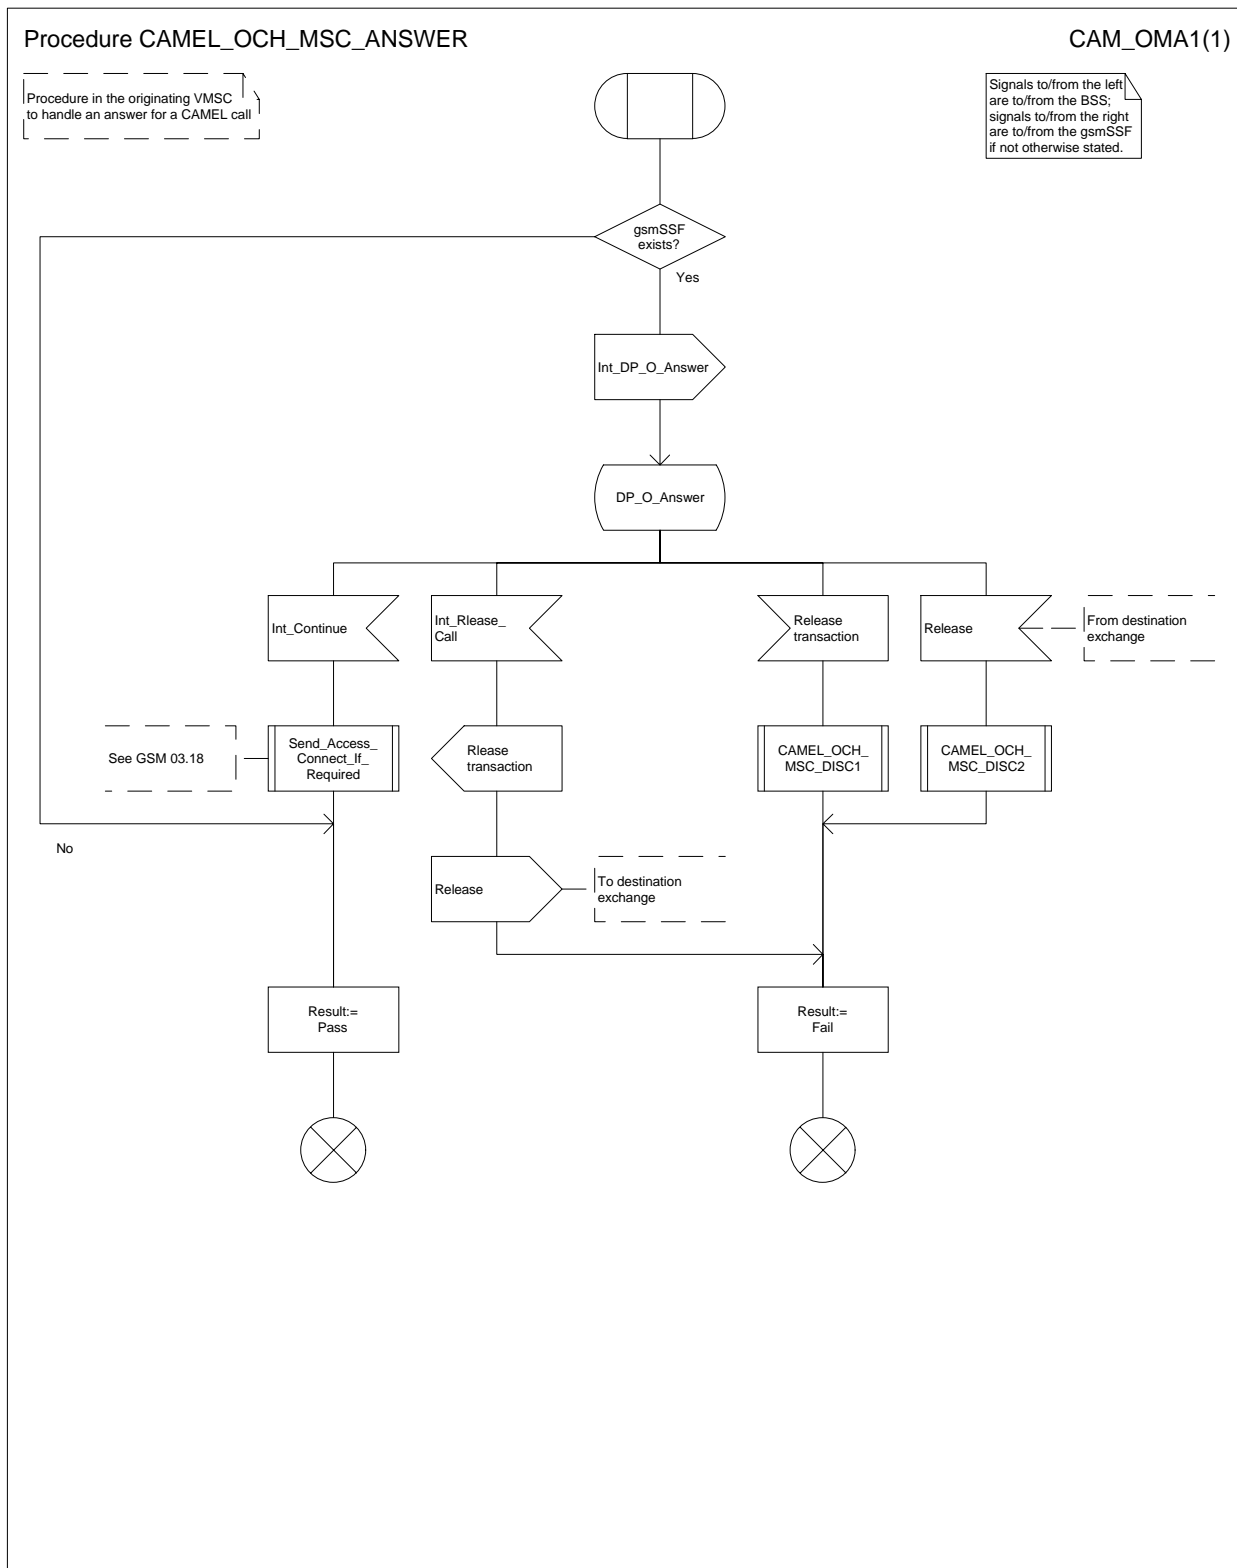 Procedure CAMEL_OCH_MSC_ANSWER
CAM_OMA1(1)
Procedure in the originating VMSC
to handle an answer for a CAMEL call
Signals to/from the left
are to/from the BSS;
signals to/from the right
are to/from the gsmSSF
if not otherwise stated.
gsmSSF
exists?
Yes
Int_DP_O_Answer
DP_O_Answer
Int_Continue
Int_Rlease_
Call
Release
transaction
Release
From destination
exchange
See GSM 03.18
Send_Access_
Connect_If_
Required
Rlease
transaction
CAMEL_OCH_
MSC_DISC1
CAMEL_OCH_
MSC_DISC2
No
Release
To destination
exchange
Result:=
Pass
Result:=
Fail